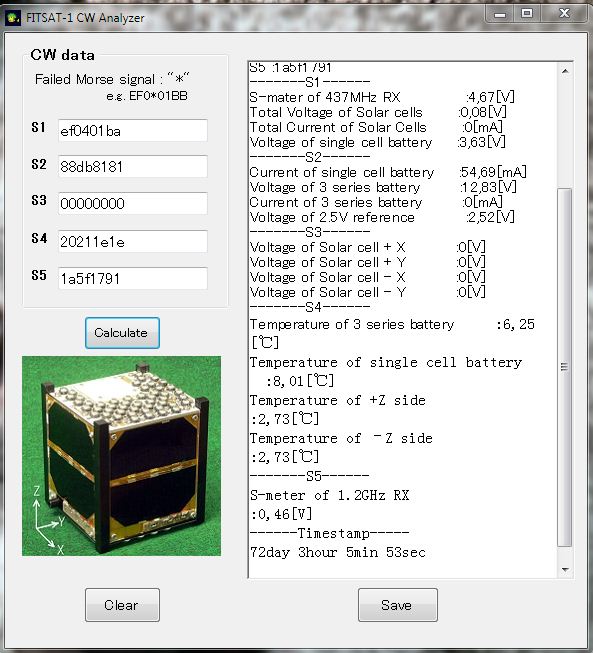 FITSAT-1 CW Analyzer
CW data
Failed Morse signal : "*"
e.g. EF0*01BB
S1 ef0401ba
S2 88db8181
S3 00000000
S4 20211e1e
S5 1a5f1791
Calculate
Z
Y
X
Clear
S5 :1a5f1791
-------S1------
S-mater of 437MHz RX :4,67[V]
Total Voltage of Solar cells :0,08[V]
Total Current of Solar Cells :0[mA]
Voltage of single cell battery :3,63[V]
-------S2------
Current of single cell battery :54,69[mA]
Voltage of 3 series battery :12,83[V]
Current of 3 series battery :0[mA]
Voltage of 2.5V reference :2,52[V]
-------S3------
Voltage of Solar cell + X :0[V]
Voltage of Solar cell + Y :0[V]
Voltage of Solar cell - X :0[V]
Voltage of Solar cell - Y :0[V]
-------S4------
Temperature of 3 series battery :6,25
[℃]
Temperature of single cell battery
:8,01[℃]
Temperature of +Z side
:2,73[℃]
Temperature of －Z side
:2,73[℃]
-------S5------
S-meter of 1.2GHz RX
:0,46[V]
------Timestamp-----
72day 3hour 5min 53sec
Save